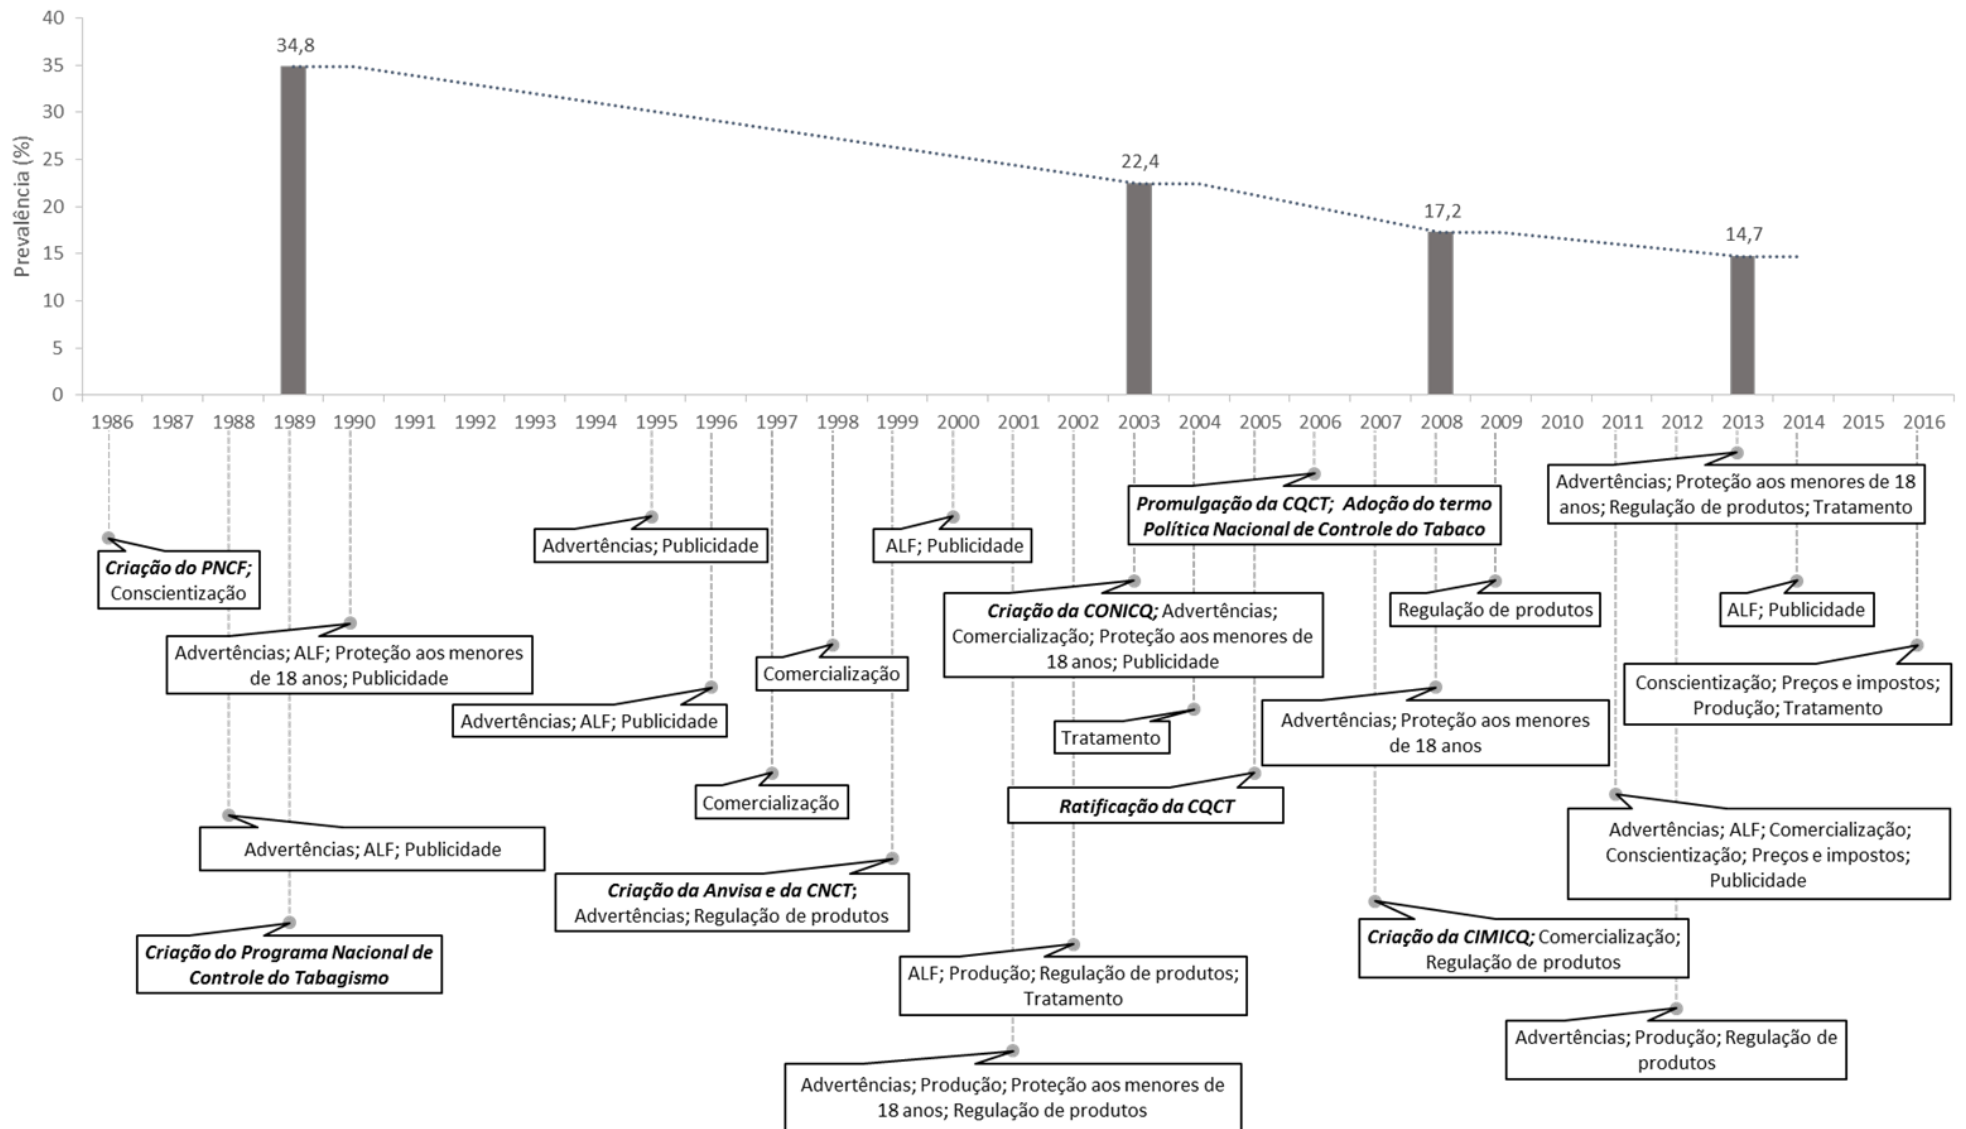 40
35
30
25
20
15
10
5
0
Prevalência (%)
34,8
22,4
17,2
14,7
1986 1987 1988 1989 1990 1991 1992 1993 1994 1995 1996 1997 1998 1999 2000 2001 2002 2003 2004 2005 2006 2007 2008 2009 2010 2011 2012 2013 2014 2015 2016
Criação do PNCF;
Conscientização
Advertências; ALF; Proteção aos menores
de 18 anos; Publicidade
Advertências; ALF; Publicidade
Criação do Programa Nacional de
Controle do Tabagismo
Advertências; Publicidade
Advertências; ALF; Publicidade
Comercialização
Comercialização
Criação da Anvisa e da CNCT;
Advertências; Regulação de produtos
ALF; Publicidade
Criação da CONICQ; Advertências;
Comercialização; Proteção aos menores de
18 anos; Publicidade
Tratamento
Ratificação da CQCT
ALF; Produção; Regulação de produtos;
Tratamento
Advertências; Produção; Proteção aos menores de
18 anos; Regulação de produtos
Promulgação da CQCT; Adoção do termo
Política Nacional de Controle do Tabaco
Regulação de produtos
Advertências; Proteção aos menores
de 18 anos
Criação da CIMICQ; Comercialização;
Regulação de produtos
Advertências; Proteção aos menores de 18
anos; Regulação de produtos; Tratamento
ALF; Publicidade
Conscientização; Preços e impostos;
Produção; Tratamento
Advertências; ALF; Comercialização;
Conscientização; Preços e impostos;
Publicidade
Advertências; Produção; Regulação de
produtos